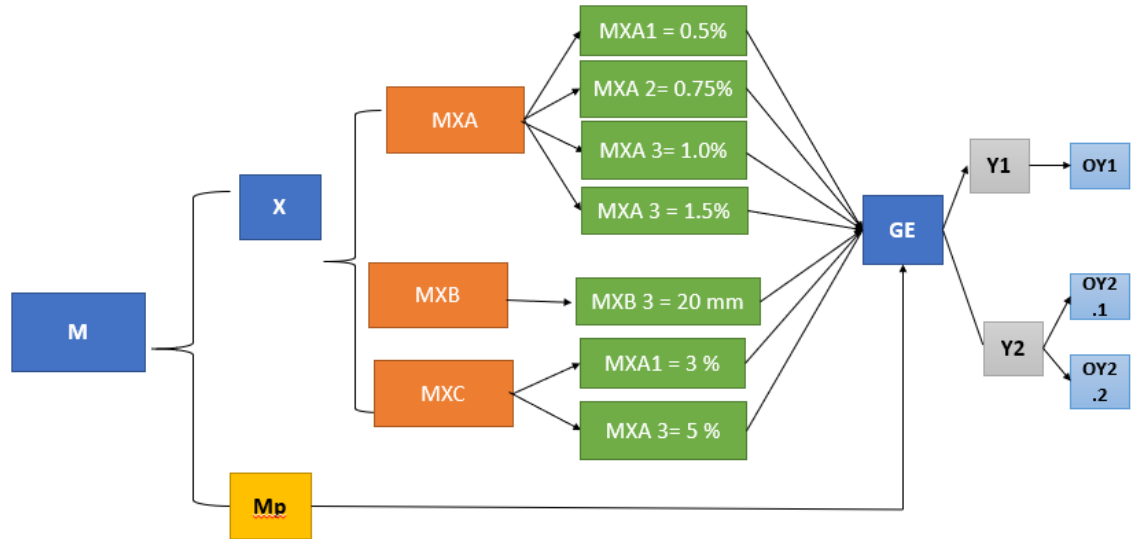 MXA1 = 0.5%
MXA 2= 0.75%
MXA
MXA 3= 1.0%
Y1
OY1
X
MXA 3 = 1.5%
GE
MXB
MXB 3 = 20 mm
OY2
.1
M
Y2
MXA1 = 3 %
OY2
.2
MXC
MXA 3= 5 %
Mp